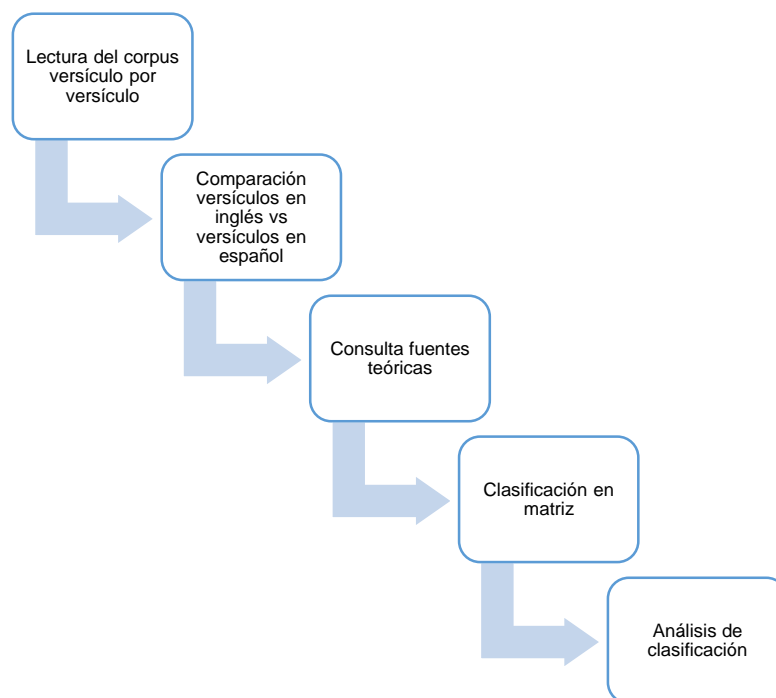 Lectura del corpus
versículo por
versículo
Comparación
versículos en
inglés vs
versículos en
español
Consulta fuentes
teóricas
Clasificación en
matriz
Análisis de
clasificación